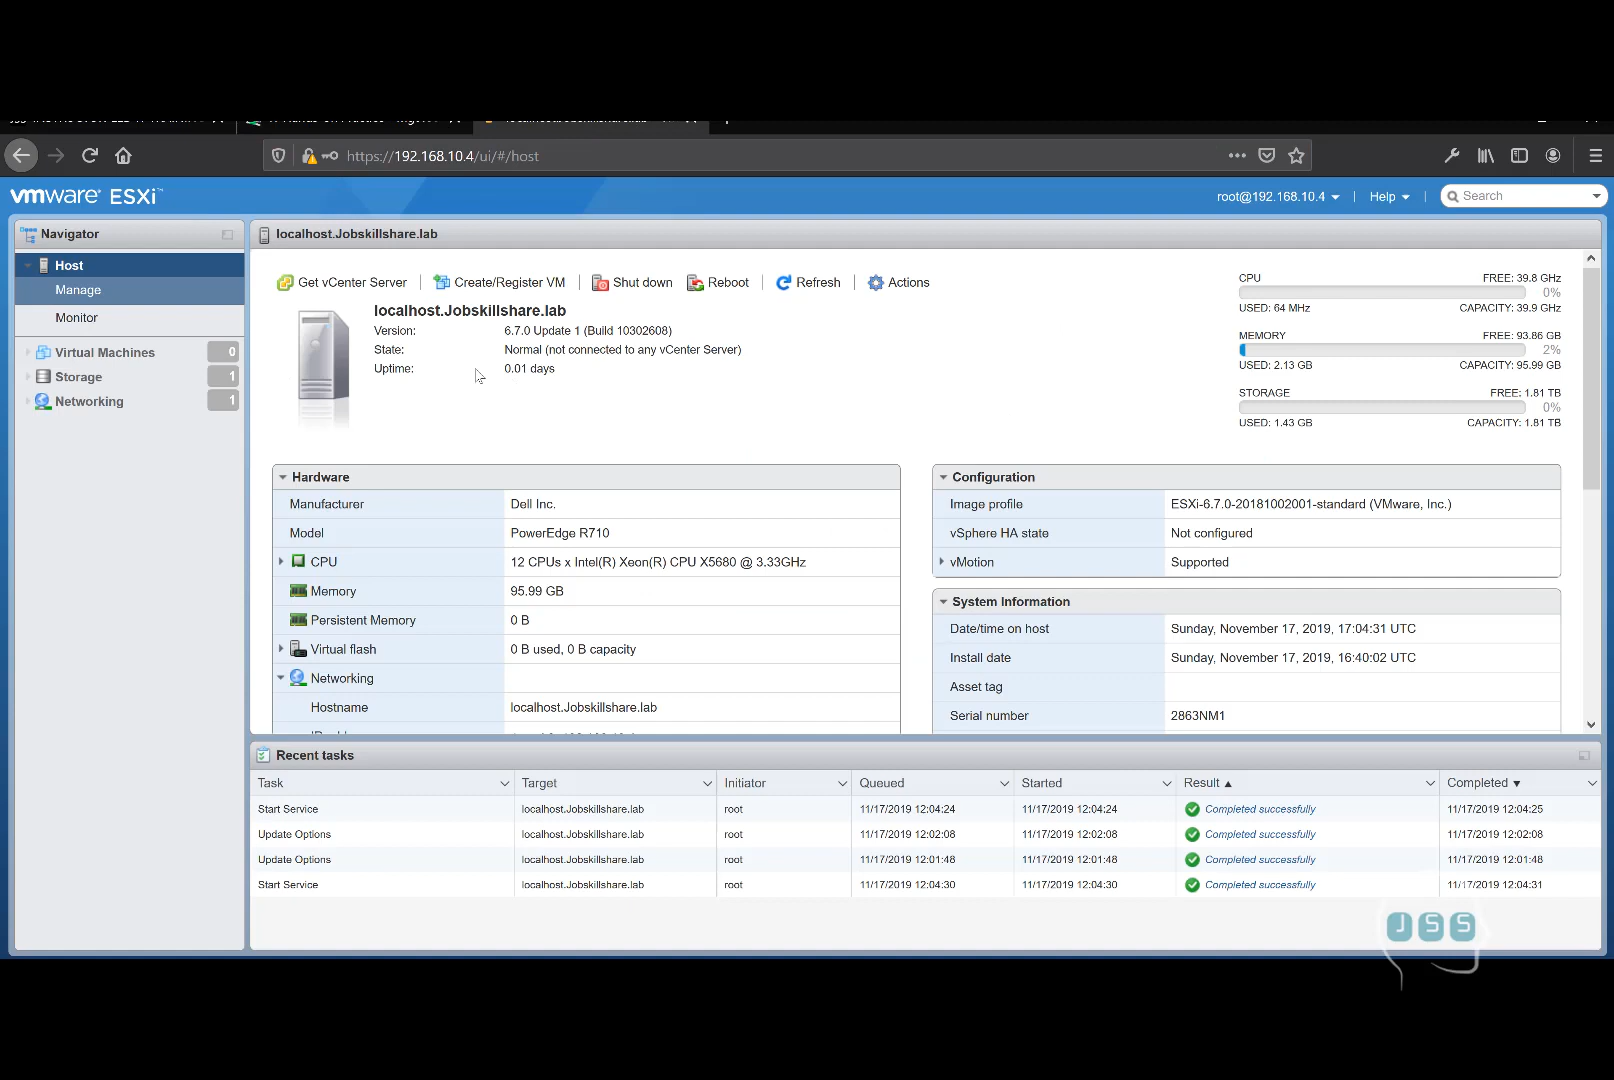 https://192.168.10.4/ui/#/host
vmware ESXi™
root@192.168.10.4
Help
Search
Navigator
Host
Manage
Monitor
Virtual Machines 0
Storage 1
Networking 1
localhost.Jobskillshare.lab
Get vCenter Server
Create/Register VM
Shut down
Reboot
Refresh
Actions
localhost.Jobskillshare.lab
Version: 6.7.0 Update 1 (Build 10302608)
State: Normal (not connected to any vCenter Server)
Uptime: 0.01 days
CPU FREE: 39.8 GHz
0%
USED: 64 MHz CAPACITY: 39.9 GHz
MEMORY FREE: 93.86 GB
2%
USED: 2.13 GB CAPACITY: 95.99 GB
STORAGE FREE: 1.81 TB
0%
USED: 1.43 GB CAPACITY: 1.81 TB
Hardware
Manufacturer Dell Inc.
Model PowerEdge R710
CPU 12 CPUs x Intel(R) Xeon(R) CPU X5680 @ 3.33GHz
Memory 95.99 GB
Persistent Memory 0 B
Virtual flash 0 B used, 0 B capacity
Networking
Hostname localhost.Jobskillshare.lab
Configuration
Image profile ESXi-6.7.0-20181002001-standard (VMware, Inc.)
vSphere HA state Not configured
vMotion Supported
System Information
Date/time on host Sunday, November 17, 2019, 17:04:31 UTC
Install date Sunday, November 17, 2019, 16:40:02 UTC
Asset tag
Serial number 2863NM1
Recent tasks
Task Target Initiator Queued Started Result ▲ Completed ▼
Start Service localhost.Jobskillshare.lab root 11/17/2019 12:04:24 11/17/2019 12:04:24 Completed successfully 11/17/2019 12:04:25
Update Options localhost.Jobskillshare.lab root 11/17/2019 12:02:08 11/17/2019 12:02:08 Completed successfully 11/17/2019 12:02:08
Update Options localhost.Jobskillshare.lab root 11/17/2019 12:01:48 11/17/2019 12:01:48 Completed successfully 11/17/2019 12:01:48
Start Service localhost.Jobskillshare.lab root 11/17/2019 12:04:30 11/17/2019 12:04:30 Completed successfully 11/17/2019 12:04:31
JSS